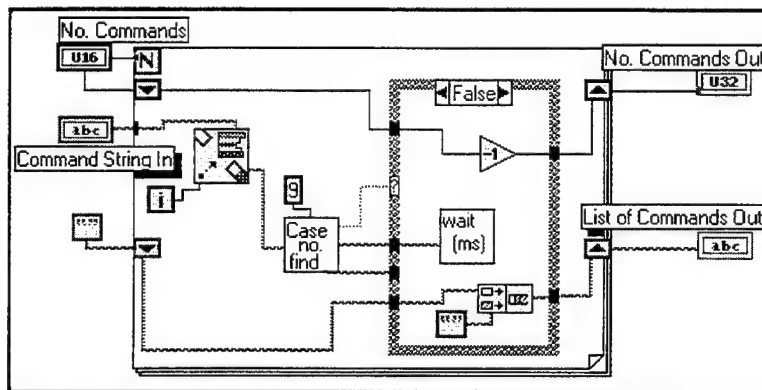 No. Commands
U16
N
No. Commands Out
U32
False
abc
Command String In
-1
i
9
Case
no.
find
wait
(ms)
?
List of Commands Out
abc